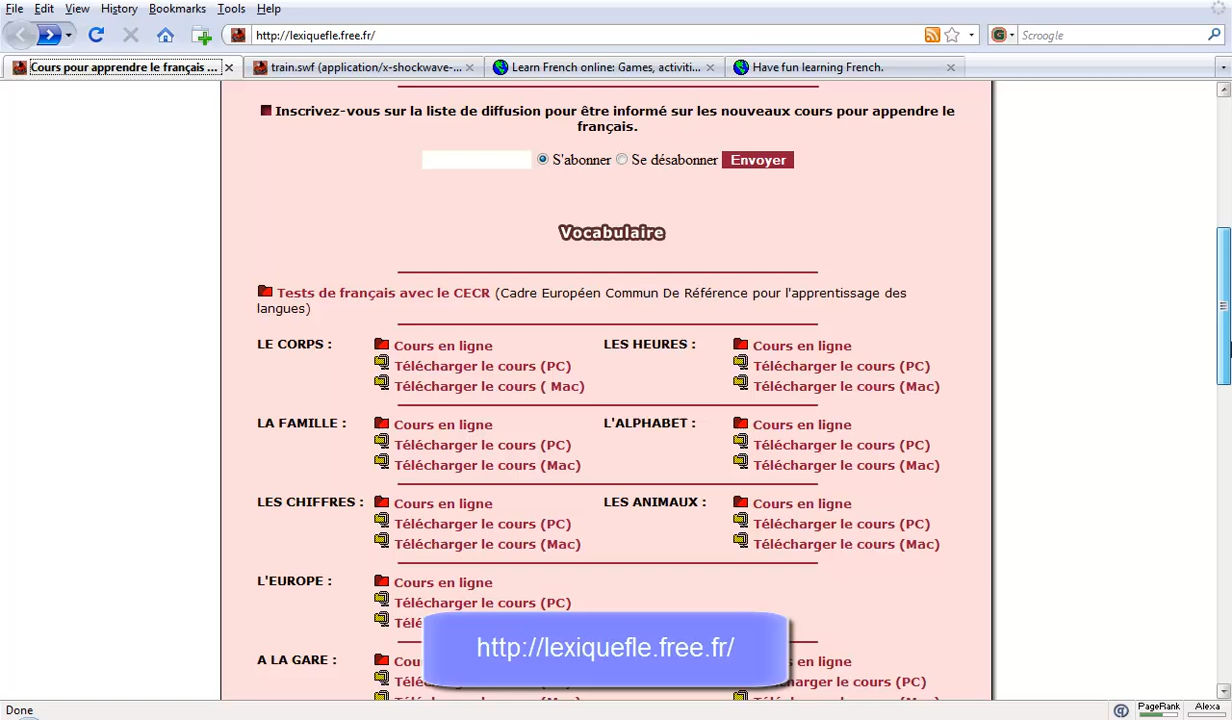 File Edit View History Bookmarks Tools Help
http://lexiquefle.free.fr/ Scroogle
Cours pour apprendre le français ... train.swf (application/x-shockwave-... Learn French online: Games, activiti... Have fun learning French.
Inscrivez-vous sur la liste de diffusion pour être informé sur les nouveaux cours pour appendre le
français.
S'abonner Se désabonner Envoyer
Vocabulaire
Tests de français avec le CECR (Cadre Européen Commun De Référence pour l'apprentissage des
langues)
LE CORPS : Cours en ligne LES HEURES : Cours en ligne
Télécharger le cours (PC) Télécharger le cours (PC)
Télécharger le cours ( Mac) Télécharger le cours (Mac)
LA FAMILLE : Cours en ligne L'ALPHABET : Cours en ligne
Télécharger le cours (PC) Télécharger le cours (PC)
Télécharger le cours (Mac) Télécharger le cours (Mac)
LES CHIFFRES : Cours en ligne LES ANIMAUX : Cours en ligne
Télécharger le cours (PC) Télécharger le cours (PC)
Télécharger le cours (Mac) Télécharger le cours (Mac)
L'EUROPE : Cours en ligne
Télécharger le cours (PC)
http://lexiquefle.free.fr/
A LA GARE : en ligne
le cours (PC)
Done PageRank Alexa